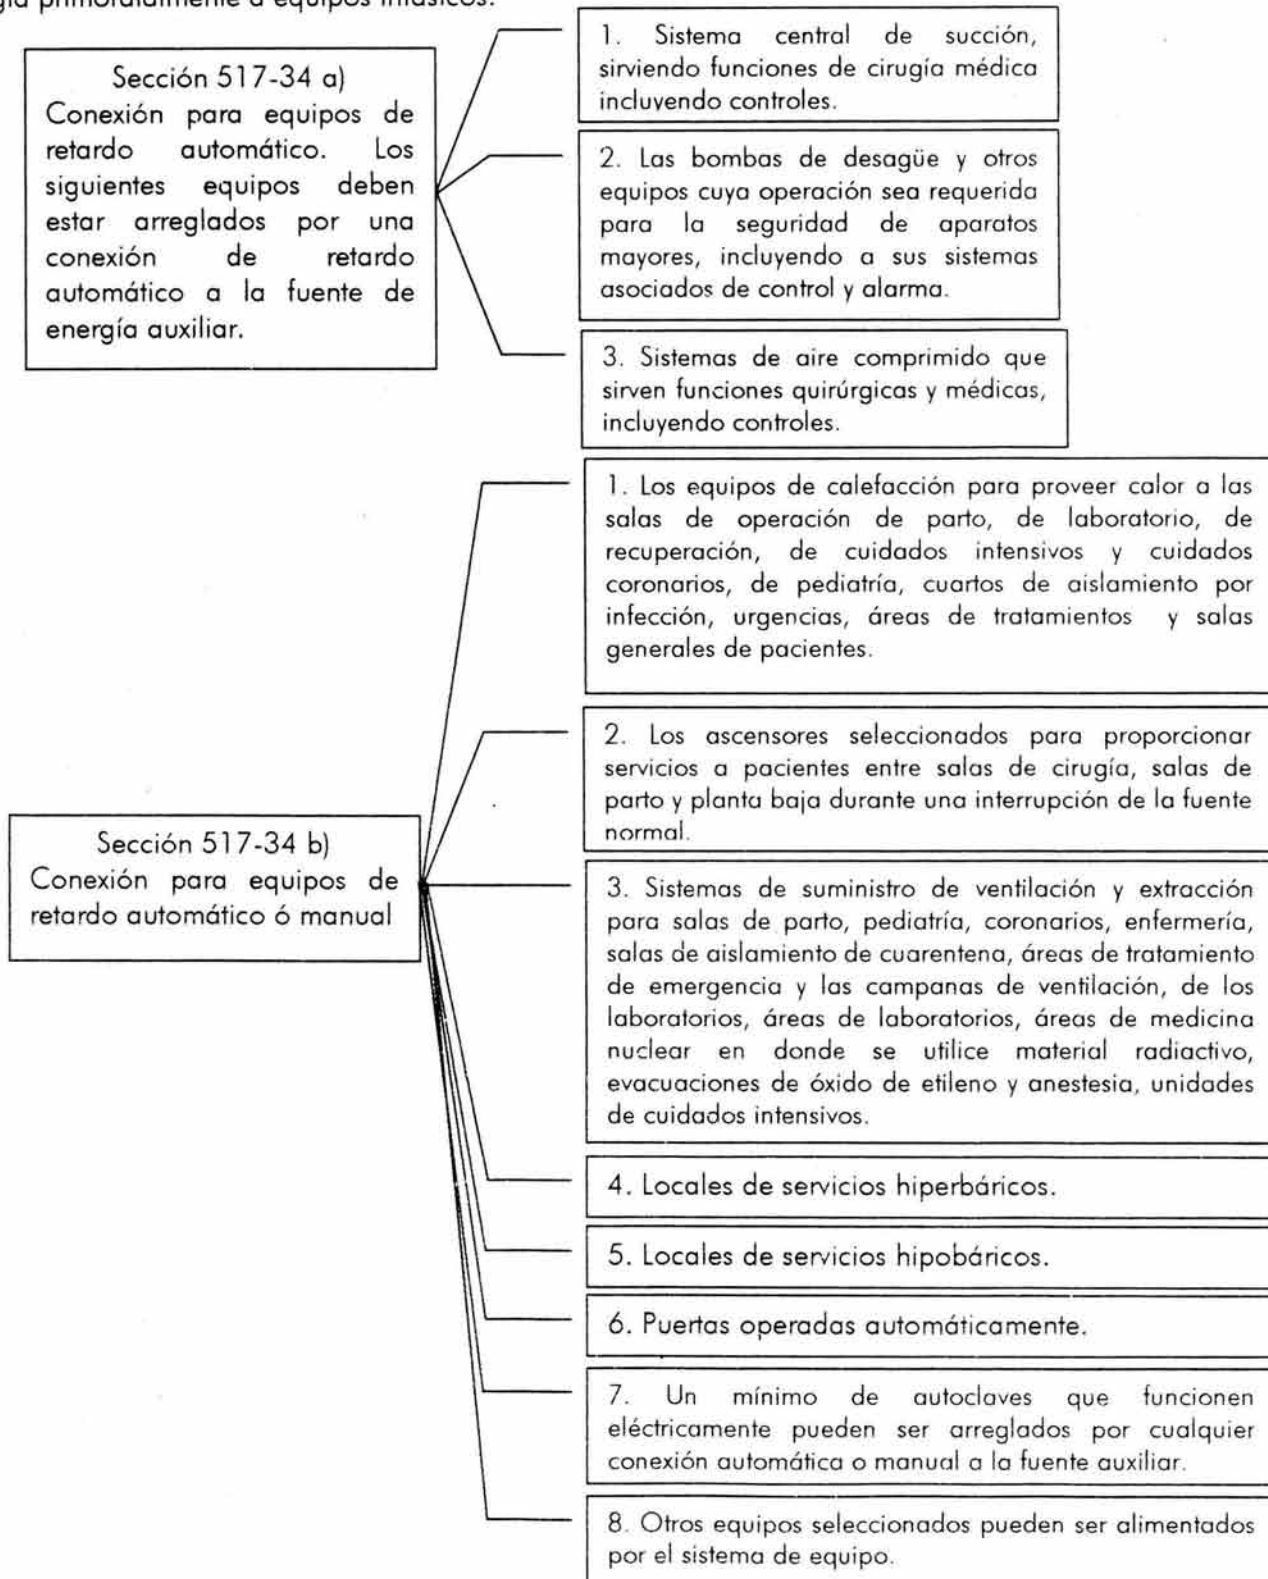 gía primordialmente a equipos trifásicos.
Sección 517-34 a)
Conexión para equipos de
retardo automático. Los
siguientes equipos deben
estar arreglados por una
conexión de retardo
automático a la fuente de
energía auxiliar.
1. Sistema central de succión,
sirviendo funciones de cirugía médica
incluyendo controles.
2. Las bombas de desagüe y otros
equipos cuya operación sea requerida
para la seguridad de aparatos
mayores, incluyendo a sus sistemas
asociados de control y alarma.
3. Sistemas de aire comprimido que
sirven funciones quirúrgicas y médicas,
incluyendo controles.
Sección 517-34 b)
Conexión para equipos de
retardo automático ó manual
1. Los equipos de calefacción para proveer calor a las
salas de operación de parto, de laboratorio, de
recuperación, de cuidados intensivos y cuidados
coronarios, de pediatría, cuartos de aislamiento por
infección, urgencias, áreas de tratamientos y salas
generales de pacientes.
2. Los ascensores seleccionados para proporcionar
servicios a pacientes entre salas de cirugía, salas de
parto y planta baja durante una interrupción de la fuente
normal.
3. Sistemas de suministro de ventilación y extracción
para salas de parto, pediatría, coronarios, enfermería,
salas de aislamiento de cuarentena, áreas de tratamiento
de emergencia y las campanas de ventilación, de los
laboratorios, áreas de laboratorios, áreas de medicina
nuclear en donde se utilice material radiactivo,
evacuaciones de óxido de etileno y anestesia, unidades
de cuidados intensivos.
4. Locales de servicios hiperbáricos.
5. Locales de servicios hipobáricos.
6. Puertas operadas automáticamente.
7. Un mínimo de autoclaves que funcionen
eléctricamente pueden ser arreglados por cualquier
conexión automática o manual a la fuente auxiliar.
8. Otros equipos seleccionados pueden ser alimentados
por el sistema de equipo.